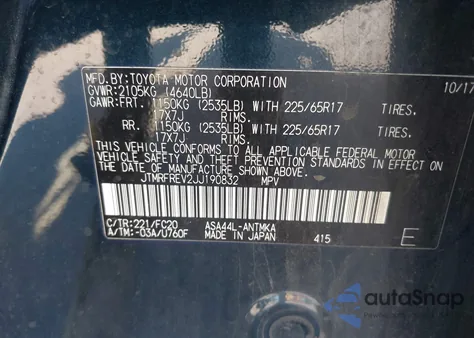 MFD.BY:TOYOTA MOTOR CORPORATION 10/17
GVWR:2105KG (4640LB)
GAWR:FRT. 1150KG (2535LB) WITH 225/65R17 TIRES,
17X7J RIMS.
RR. 1150KG (2535LB) WITH 225/65R17 TIRES,
17X7J RIMS.
THIS VEHICLE CONFORMS TO ALL APPLICABLE FEDERAL MOTOR
VEHICLE SAFETY AND BUMPER STANDARDS IN EFFECT ON
THE DATE OF MANUFACTURE SHOWN ABOVE.
JTMRFREV2JJ190832 MPV
C/TR:221/FC20 ASA44L-ANTMKA
A/TM:-03A/U760F MADE IN JAPAN 415 E
autoSnap